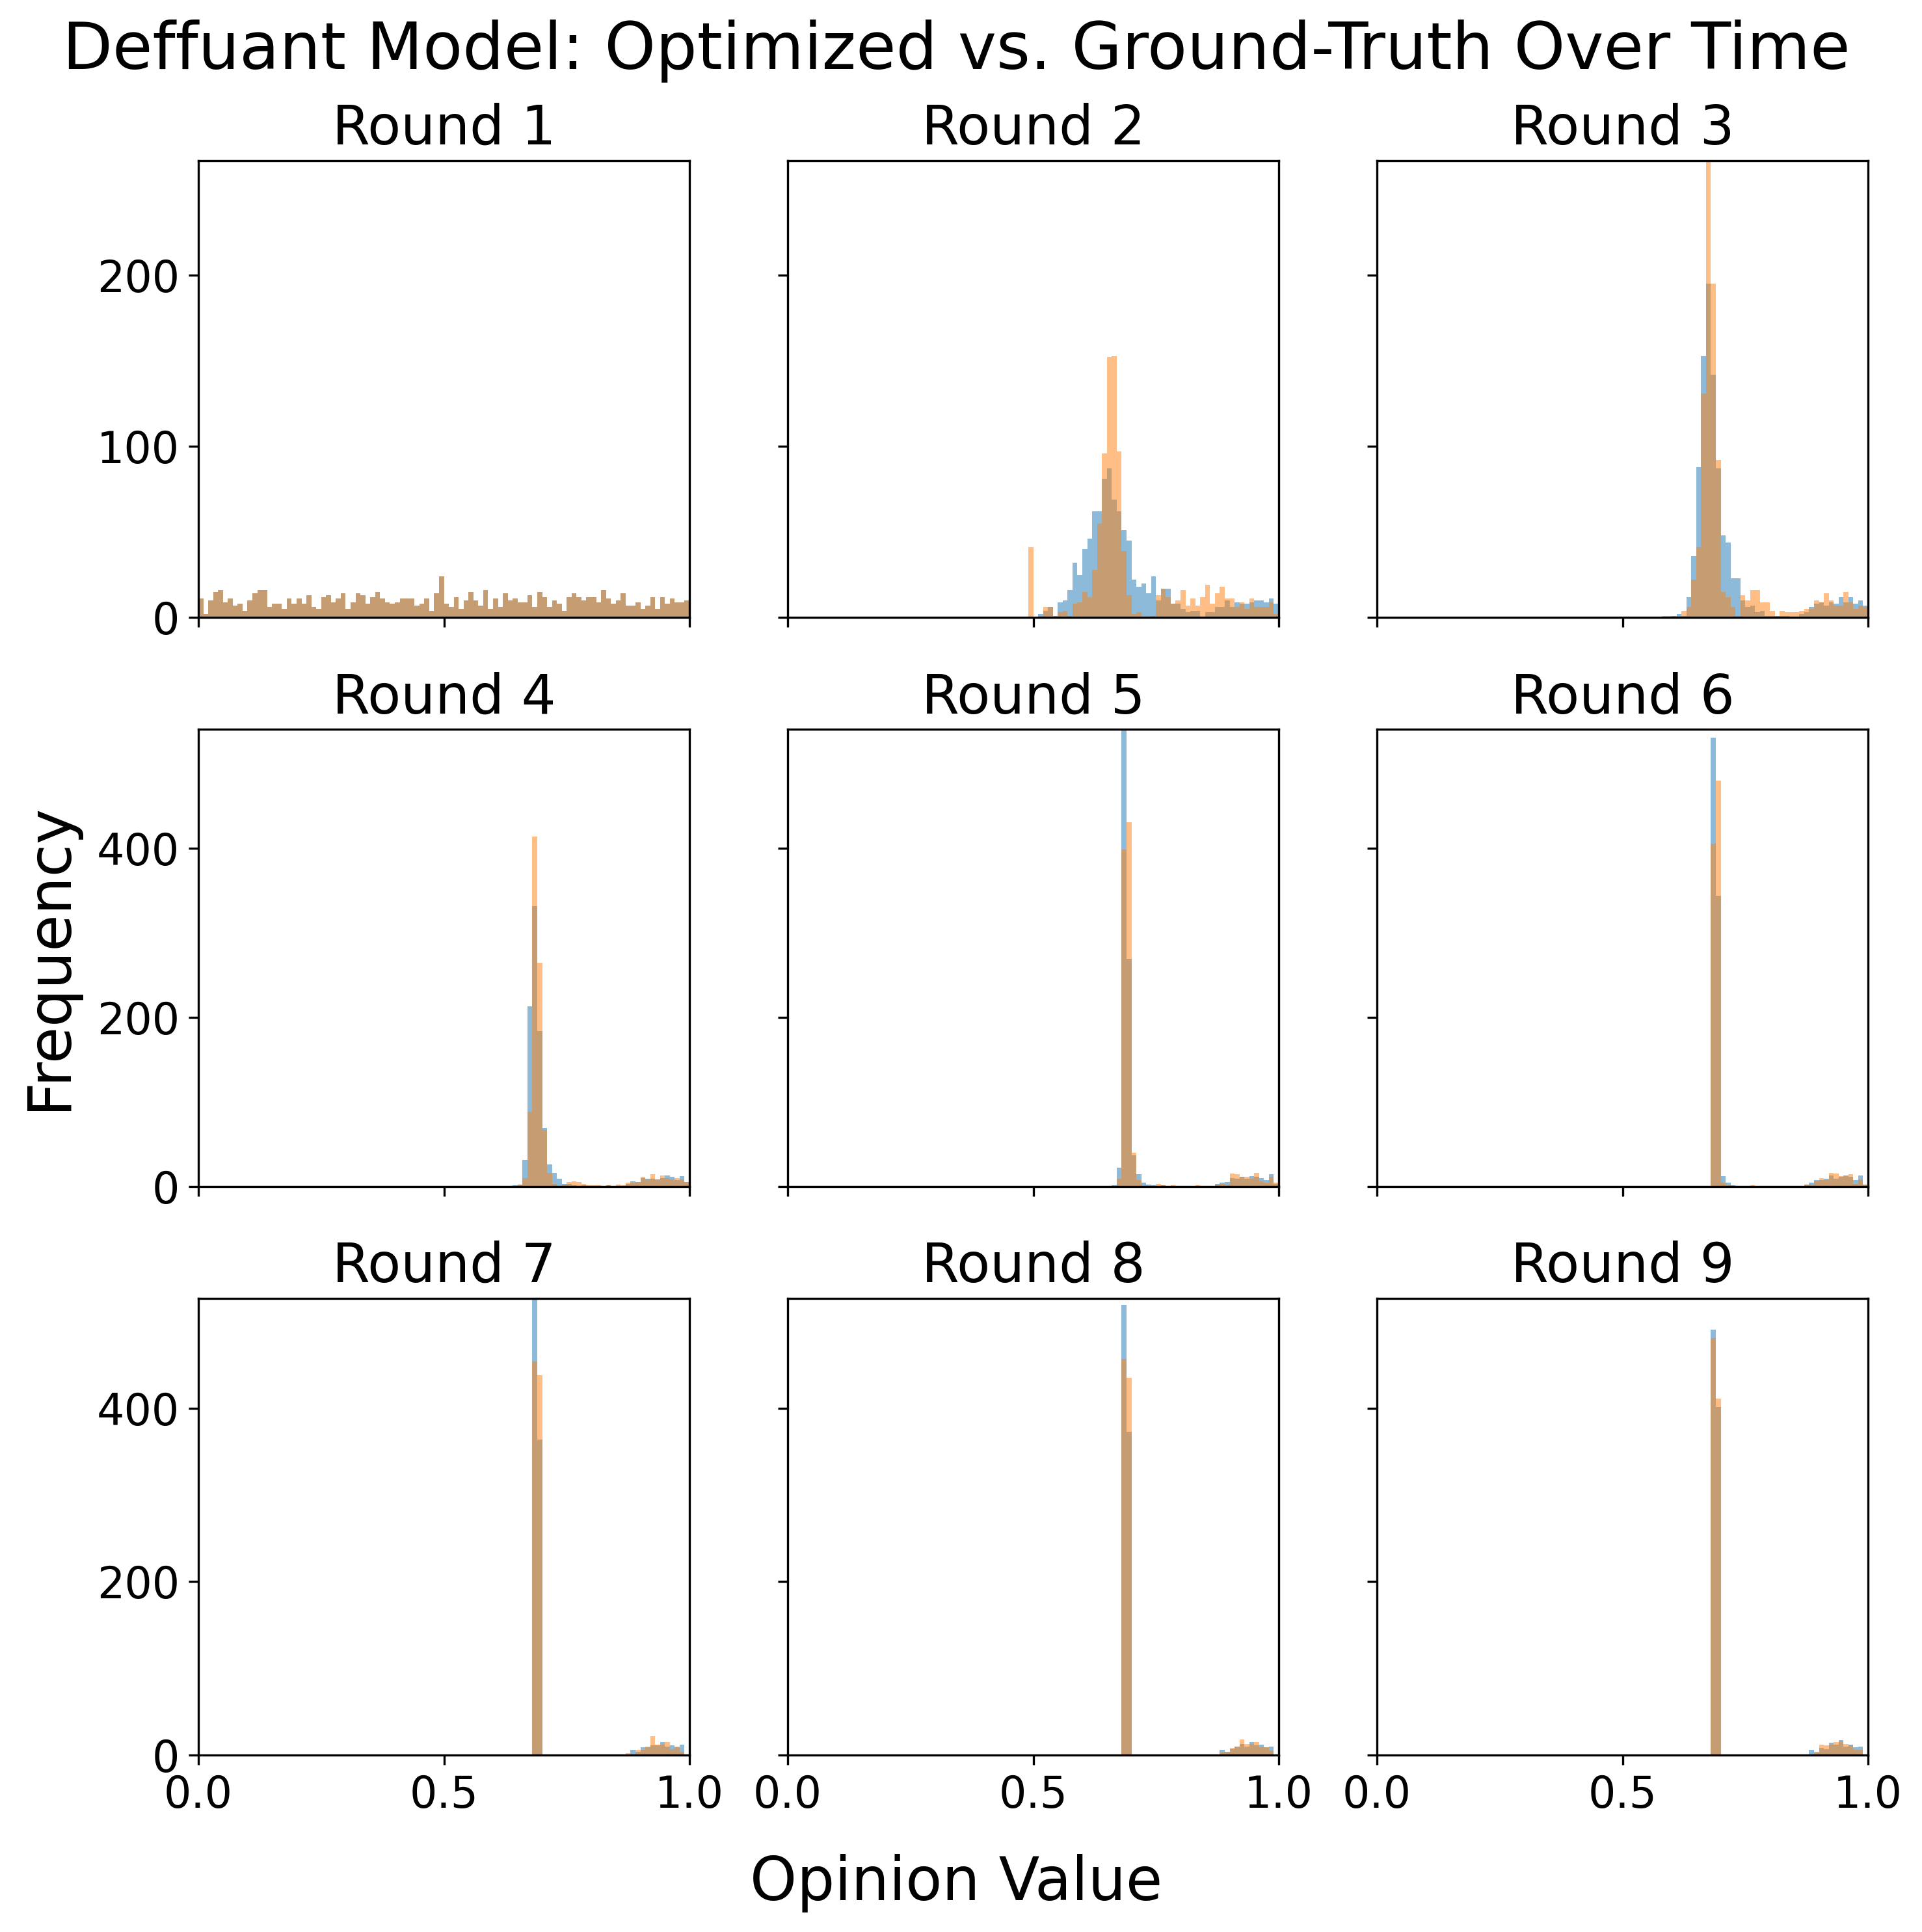 Deffuant Model: Optimized vs. Ground-Truth Over Time
Round 1
Round 2
Round 3
200
100
0
Round 4
Round 5
Round 6
Frequency
400
200
0
Round 7
Round 8
Round 9
400
200
0
0.0 0.5 1.0 0.0 0.5 1.0 0.0 0.5 1.0
Opinion Value